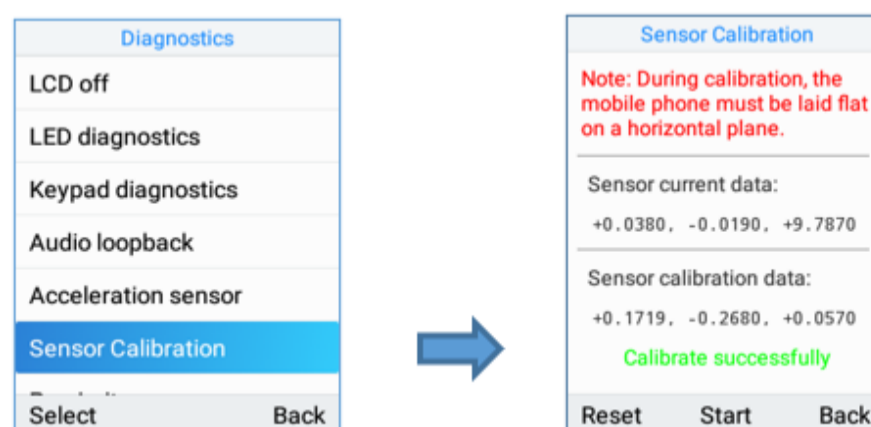 Diagnostics
LCD off
LED diagnostics
Keypad diagnostics
Audio loopback
Acceleration sensor
Sensor Calibration
Select Back
Sensor Calibration
Note: During calibration, the
mobile phone must be laid flat
on a horizontal plane.
Sensor current data:
+0.0380, -0.0190, +9.7870
Sensor calibration data:
+0.1719, -0.2680, +0.0570
Calibrate successfully
Reset Start Back